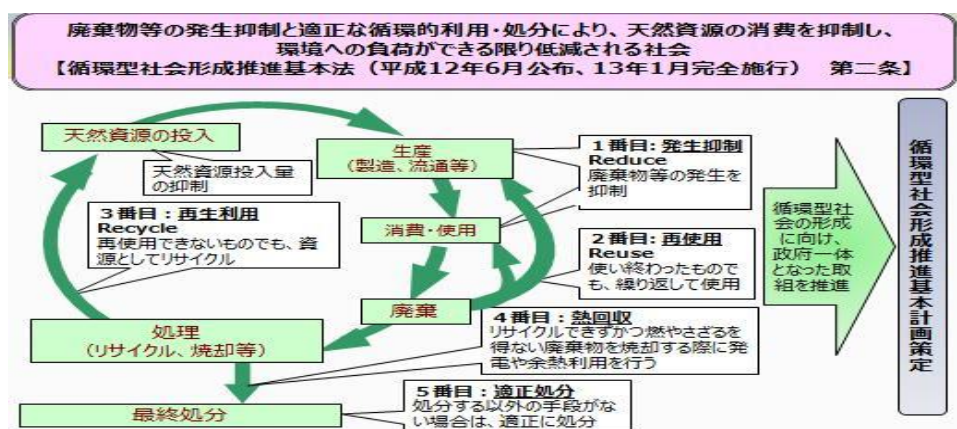 廃棄物等の発生抑制と適正な循環的利用・処分により、天然資源の消費を抑制し、
環境への負荷ができる限り低減される社会
【循環型社会形成推進基本法（平成12年6月公布、13年1月完全施行）　第二条】
天然資源の投入
天然資源投入量
の抑制
生産
(製造、流通等)
1番目：発生抑制
Reduce
廃棄物等の発生を
抑制
3番目：再生利用
Recycle
再使用できないものでも、資
源としてリサイクル
消費・使用
2番目：再使用
Reuse
使い終わったもので
も、繰り返して使用
廃棄
処理
(リサイクル、焼却等)
4番目：熱回収
リサイクルできずかつ燃やさざるを
得ない廃棄物を焼却する際に発
電や余熱利用を行う
最終処分
5番目：適正処分
処分する以外の手段がな
い場合は、適正に処分
循環型社
会の形成
に向け、
政府一体
となった取
組を推進
循環型社会形成推進基本計画策定